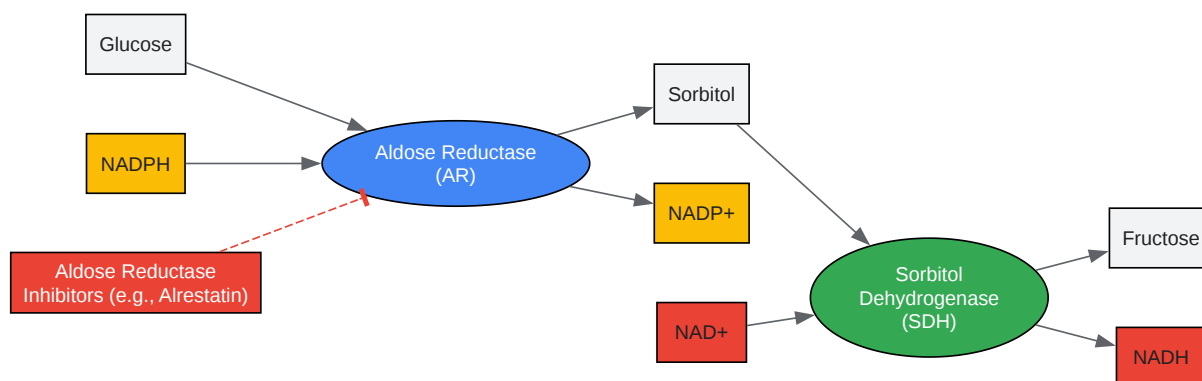 Glucose
NADPH
Aldose Reductase
Inhibitors (e.g., Alrestatin)
Aldose Reductase
(AR)
Sorbitol
NADP+
NAD+
Sorbitol
Dehydrogenase
(SDH)
Fructose
NADH